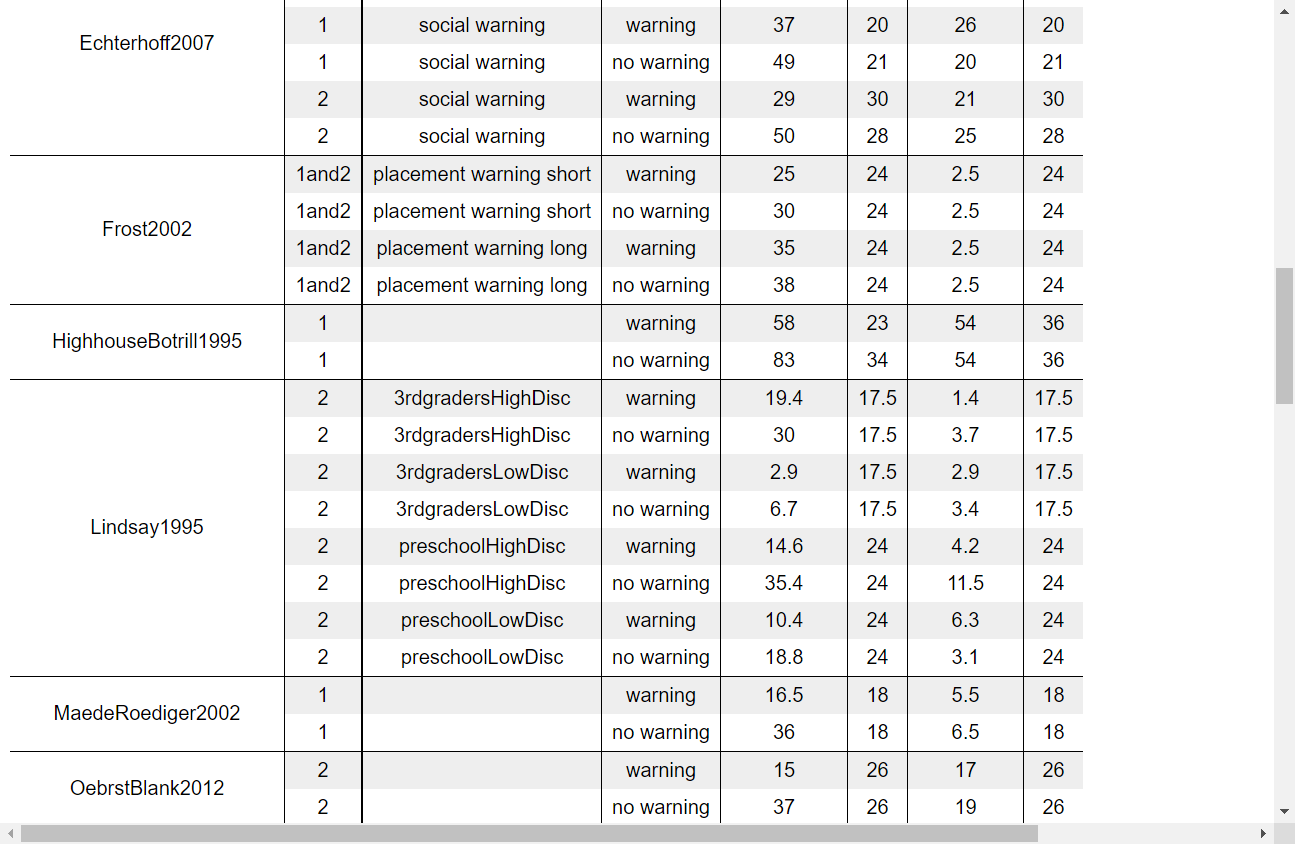 Echterhoff2007
1 social warning warning 37 20 26 20
1 social warning no warning 49 21 20 21
2 social warning warning 29 30 21 30
2 social warning no warning 50 28 25 28
Frost2002
1and2 placement warning short warning 25 24 2.5 24
1and2 placement warning short no warning 30 24 2.5 24
1and2 placement warning long warning 35 24 2.5 24
1and2 placement warning long no warning 38 24 2.5 24
HighhouseBotrill1995
1 warning 58 23 54 36
1 no warning 83 34 54 36
Lindsay1995
2 3rdgradersHighDisc warning 19.4 17.5 1.4 17.5
2 3rdgradersHighDisc no warning 30 17.5 3.7 17.5
2 3rdgradersLowDisc warning 2.9 17.5 2.9 17.5
2 3rdgradersLowDisc no warning 6.7 17.5 3.4 17.5
2 preschoolHighDisc warning 14.6 24 4.2 24
2 preschoolHighDisc no warning 35.4 24 11.5 24
2 preschoolLowDisc warning 10.4 24 6.3 24
2 preschoolLowDisc no warning 18.8 24 3.1 24
MaedeRoediger2002
1 warning 16.5 18 5.5 18
1 no warning 36 18 6.5 18
OebrstBlank2012
2 warning 15 26 17 26
2 no warning 37 26 19 26